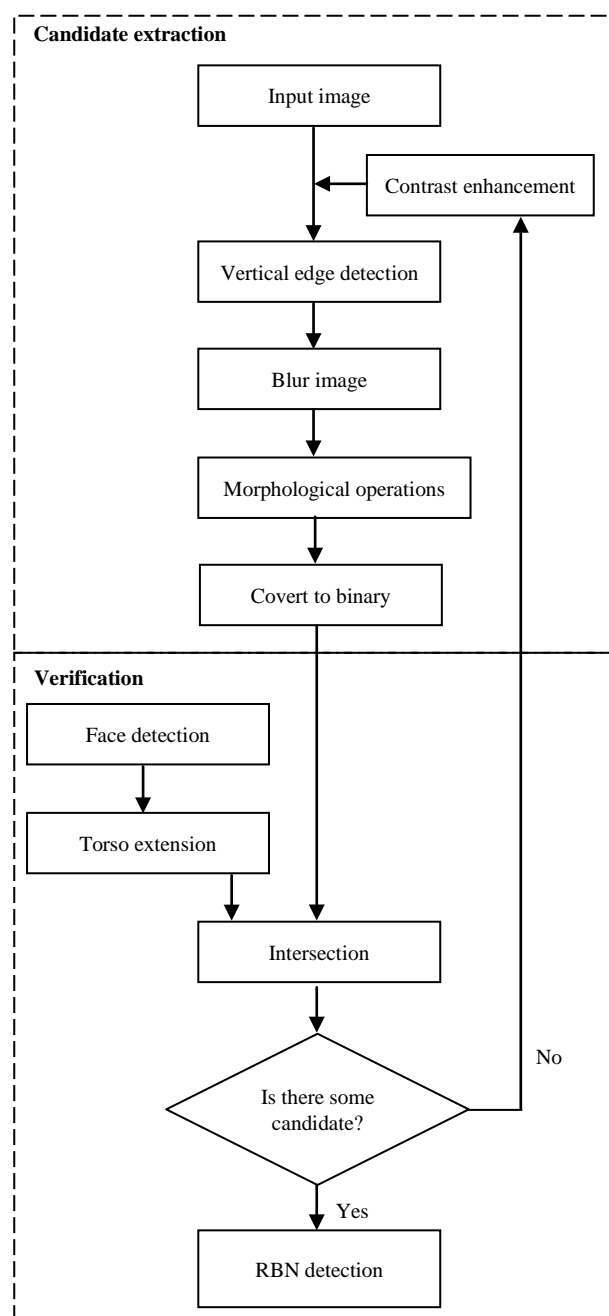 Candidate extraction
Input image
Contrast enhancement
Vertical edge detection
Blur image
Morphological operations
Covert to binary
Verification
Face detection
Torso extension
Intersection
Is there some
candidate?
No
Yes
RBN detection